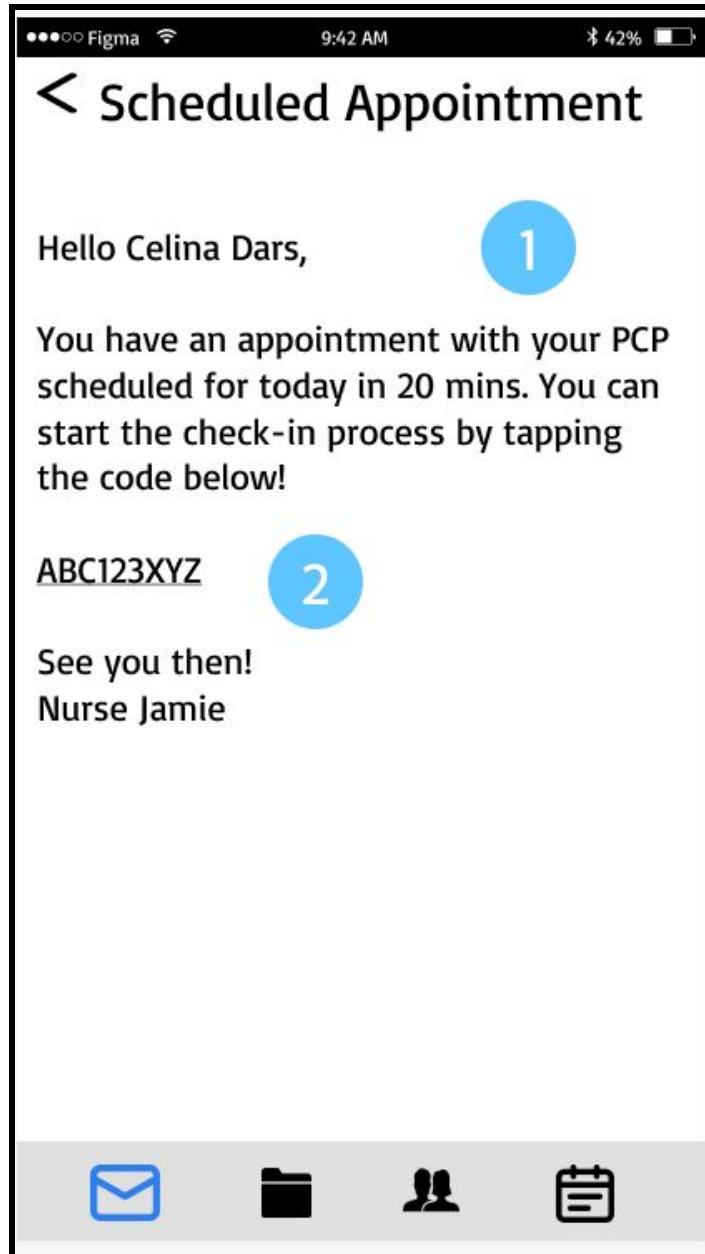 Figma 9:42 AM 42%
< Scheduled Appointment
Hello Celina Dars,
1
You have an appointment with your PCP
scheduled for today in 20 mins. You can
start the check-in process by tapping
the code below!
ABC123XYZ
2
See you then!
Nurse Jamie